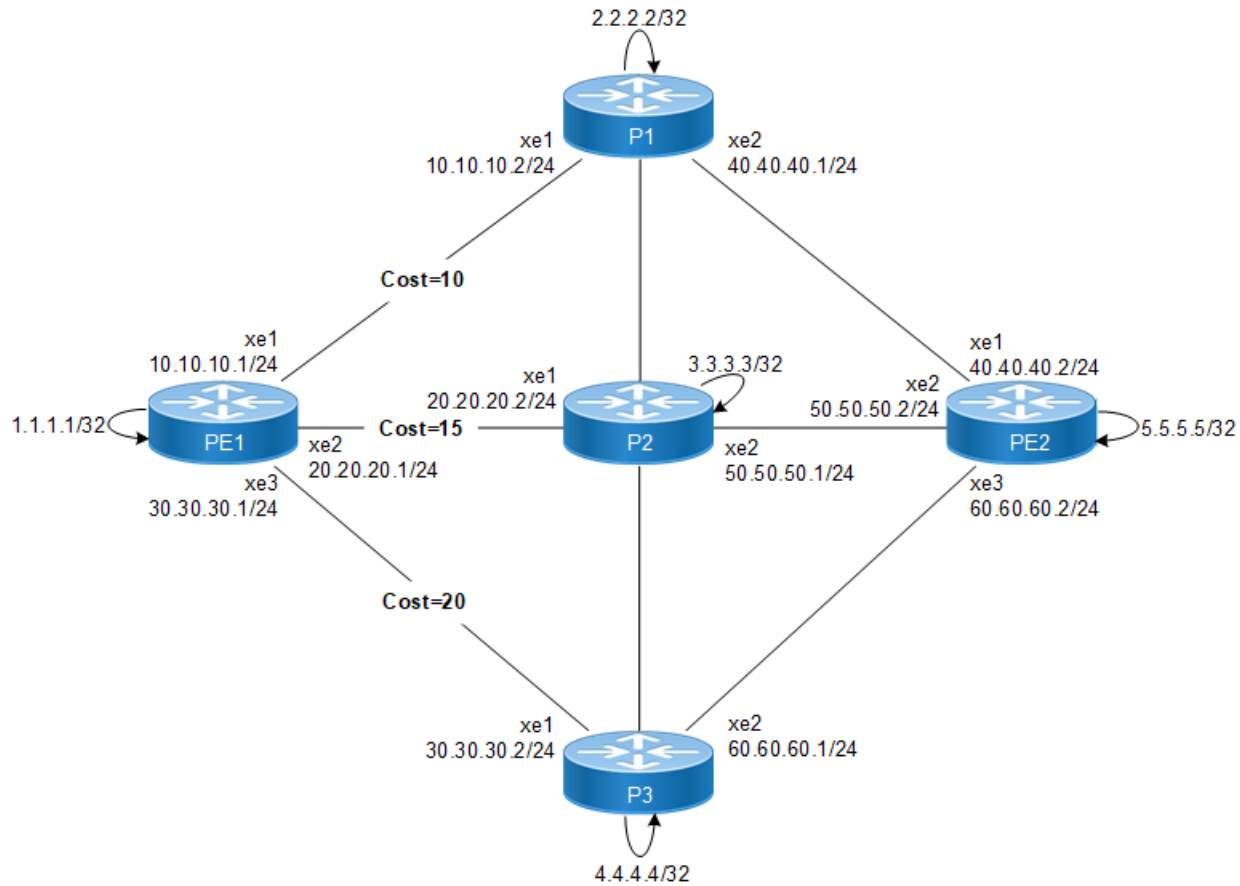 2.2.2.2/32
P1
xe1
10.10.10.2/24
xe2
40.40.40.1/24
Cost=10
xe1
10.10.10.1/24
1.1.1.1/32
PE1
xe2
20.20.20.1/24
xe3
30.30.30.1/24
Cost=15
xe1
20.20.20.2/24
3.3.3.3/32
P2
xe2
50.50.50.1/24
xe2
50.50.50.2/24
xe1
40.40.40.2/24
PE2
5.5.5.5/32
xe3
60.60.60.2/24
Cost=20
xe1
30.30.30.2/24
xe2
60.60.60.1/24
P3
4.4.4.4/32